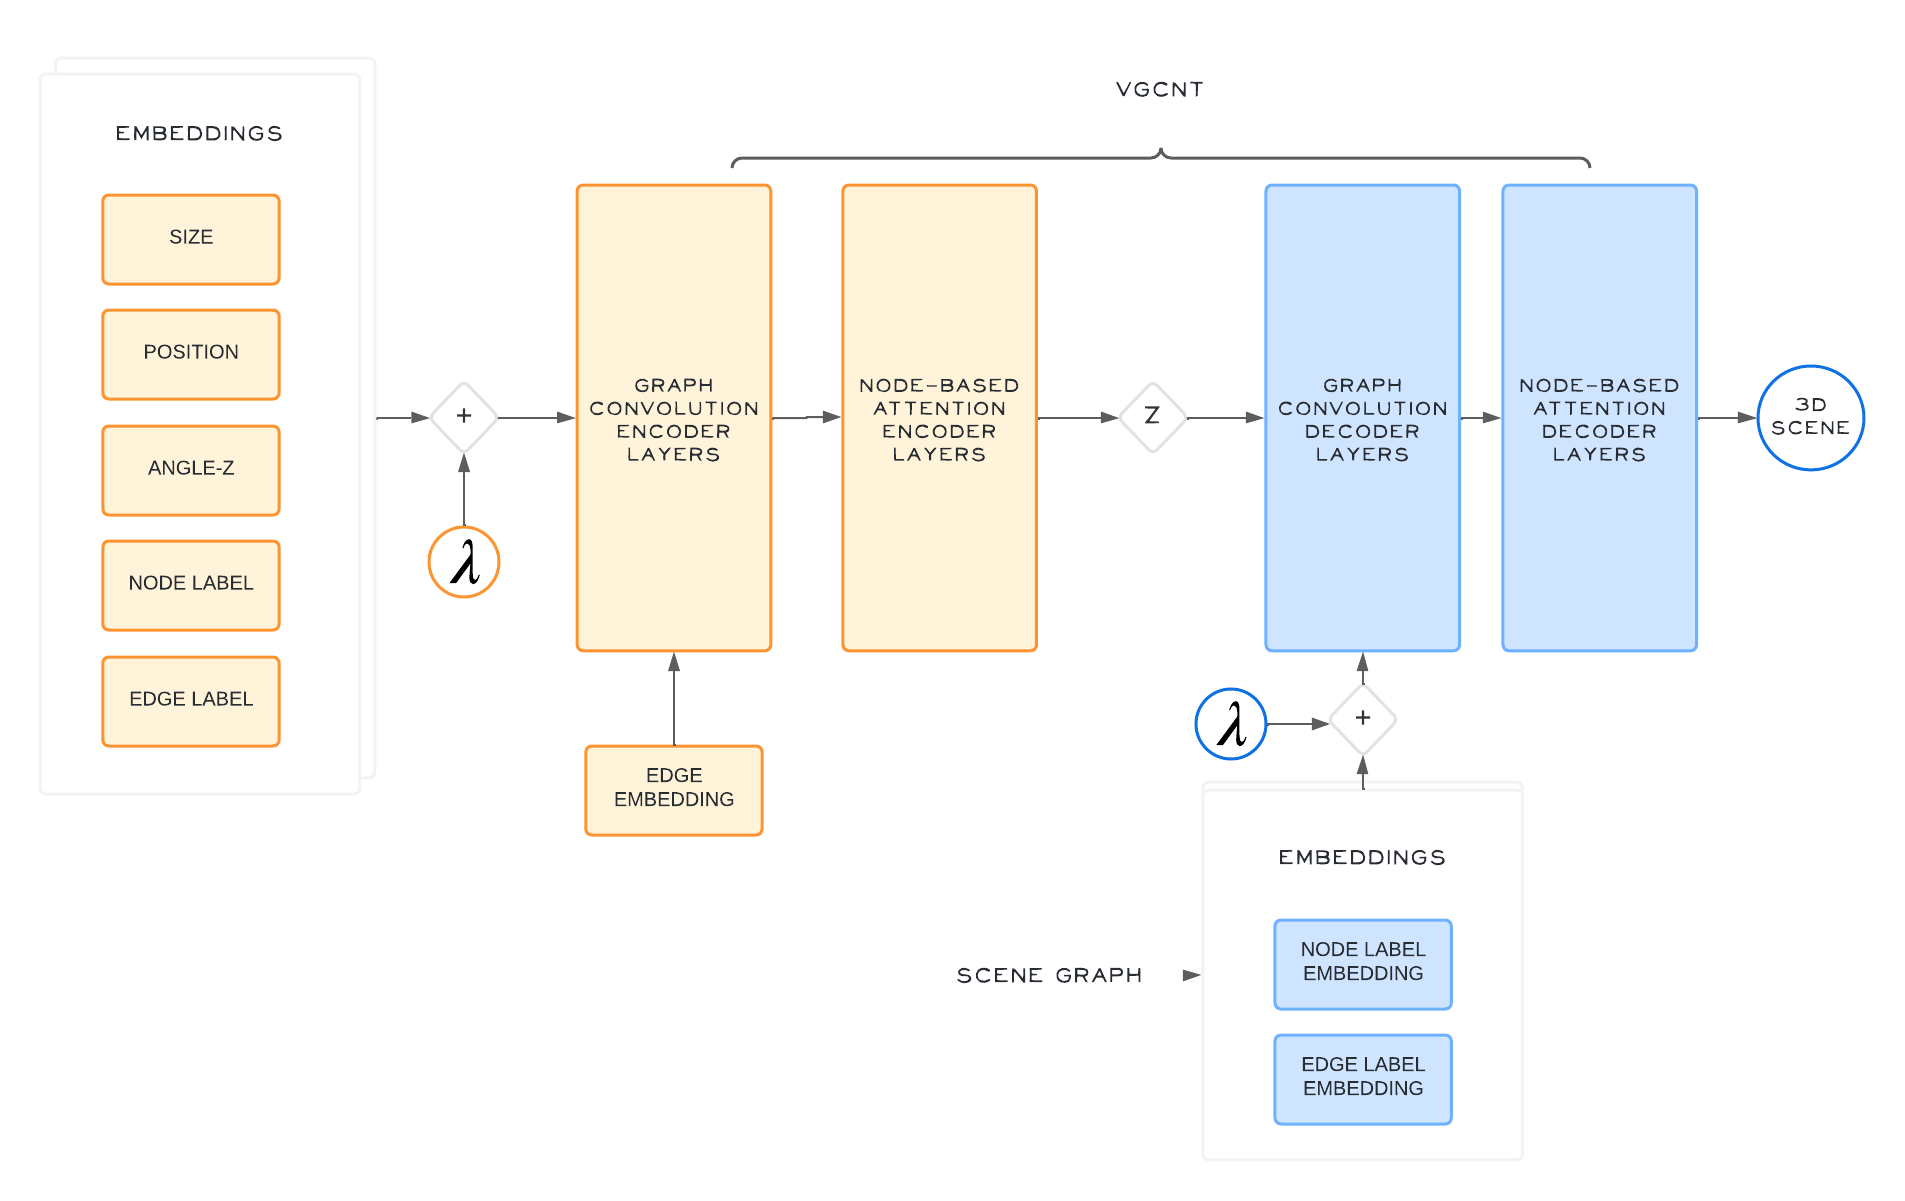 EMBEDDINGS
SIZE
POSITION
ANGLE-Z
NODE LABEL
EDGE LABEL
+
λ
VGCNT
GRAPH
CONVOLUTION
ENCODER
LAYERS
EDGE
EMBEDDING
NODE-BASED
ATTENTION
ENCODER
LAYERS
Z
GRAPH
CONVOLUTION
DECODER
LAYERS
NODE-BASED
ATTENTION
DECODER
LAYERS
3D
SCENE
λ
+
SCENE GRAPH
EMBEDDINGS
NODE LABEL
EMBEDDING
EDGE LABEL
EMBEDDING